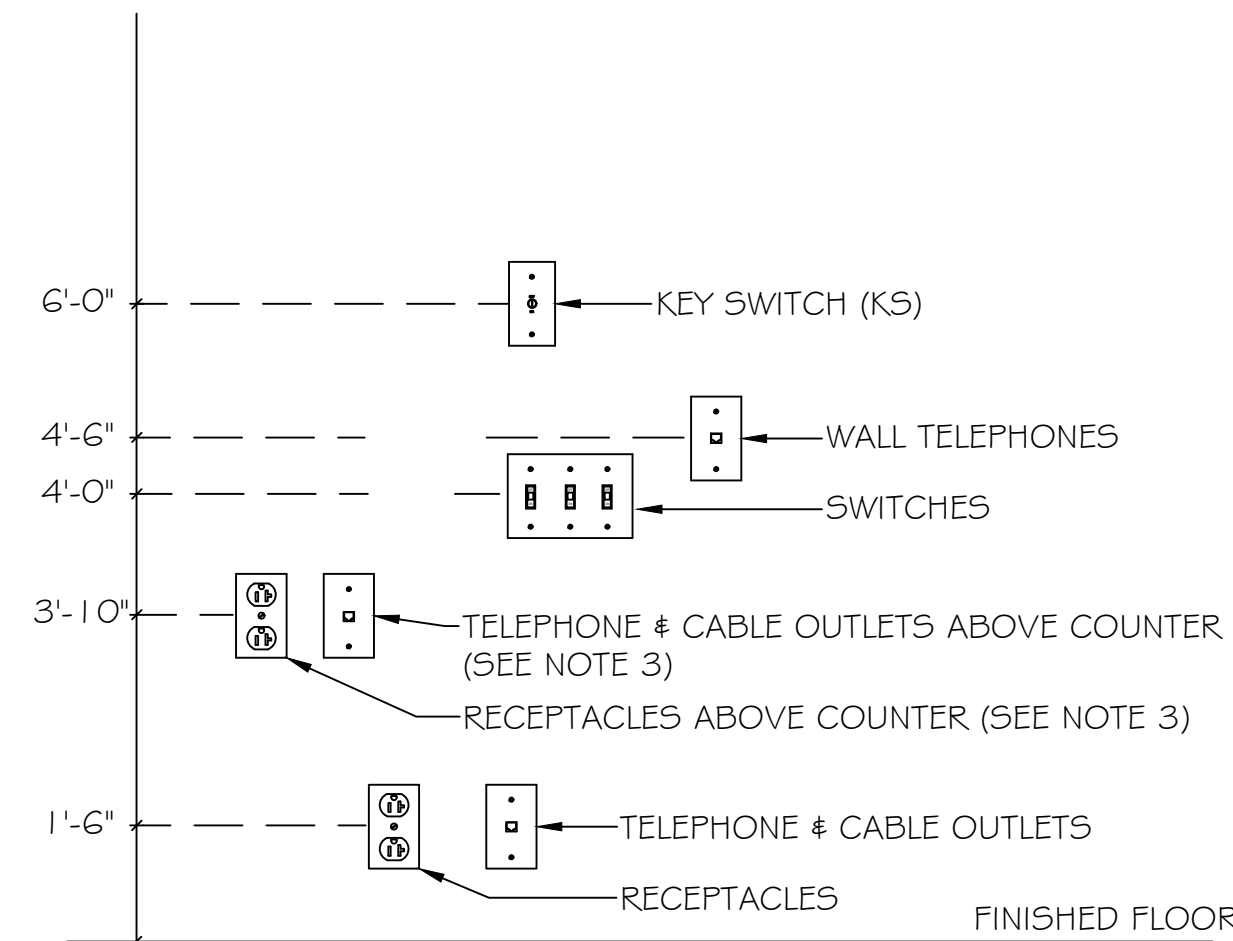 6'-0"
KEY SWITCH (KS)
4'-6"
WALL TELEPHONES
4'-0"
SWITCHES
3'-10"
TELEPHONE & CABLE OUTLETS ABOVE COUNTER
(SEE NOTE 3)
RECEPTACLES ABOVE COUNTER (SEE NOTE 3)
1'-6"
TELEPHONE & CABLE OUTLETS
RECEPTACLES
FINISHED FLOOR